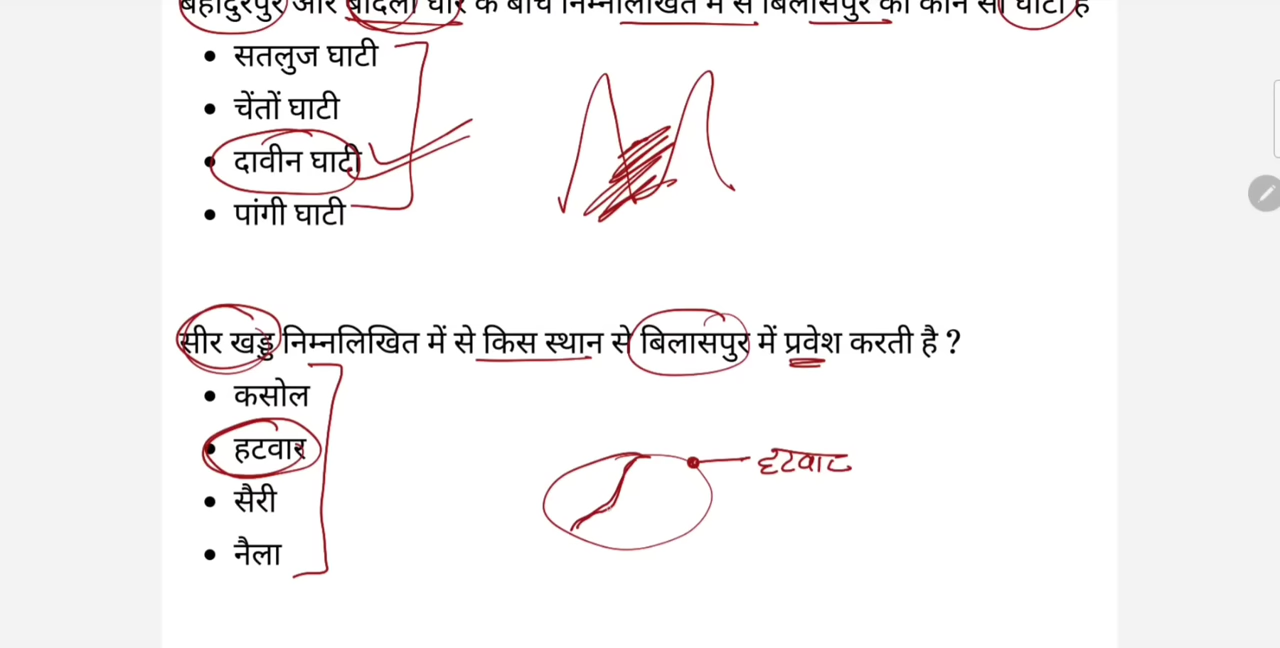 बहादुरपुर और बांदला धार के बीच निम्नलिखित में से बिलासपुर की कौन सी घाटी है
सतलुज घाटी
चेंतों घाटी
दावीन घाटी
पांगी घाटी
सीर खड्ड निम्नलिखित में से किस स्थान से बिलासपुर में प्रवेश करती है ?
कसोल
हटवार
हटवार
सैरी
नैला